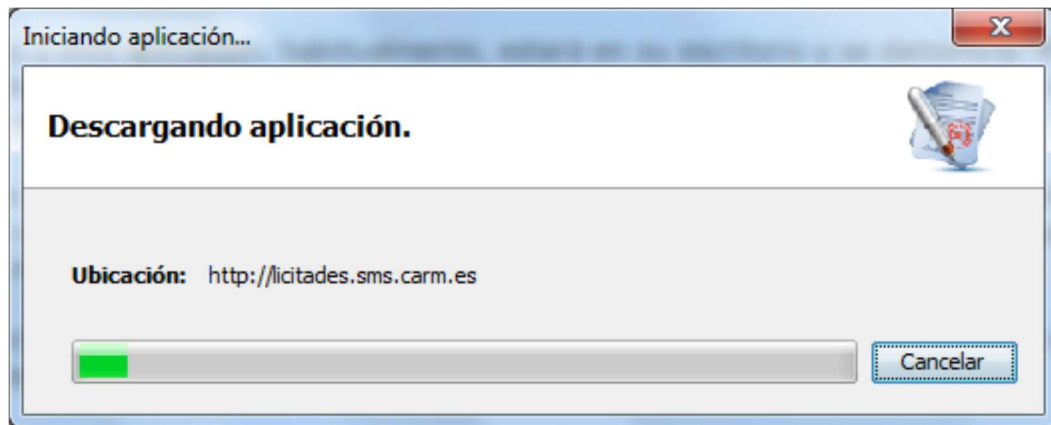 Iniciando aplicación...
Descargando aplicación.
Ubicación: http://licitades.sms.carm.es
Cancelar